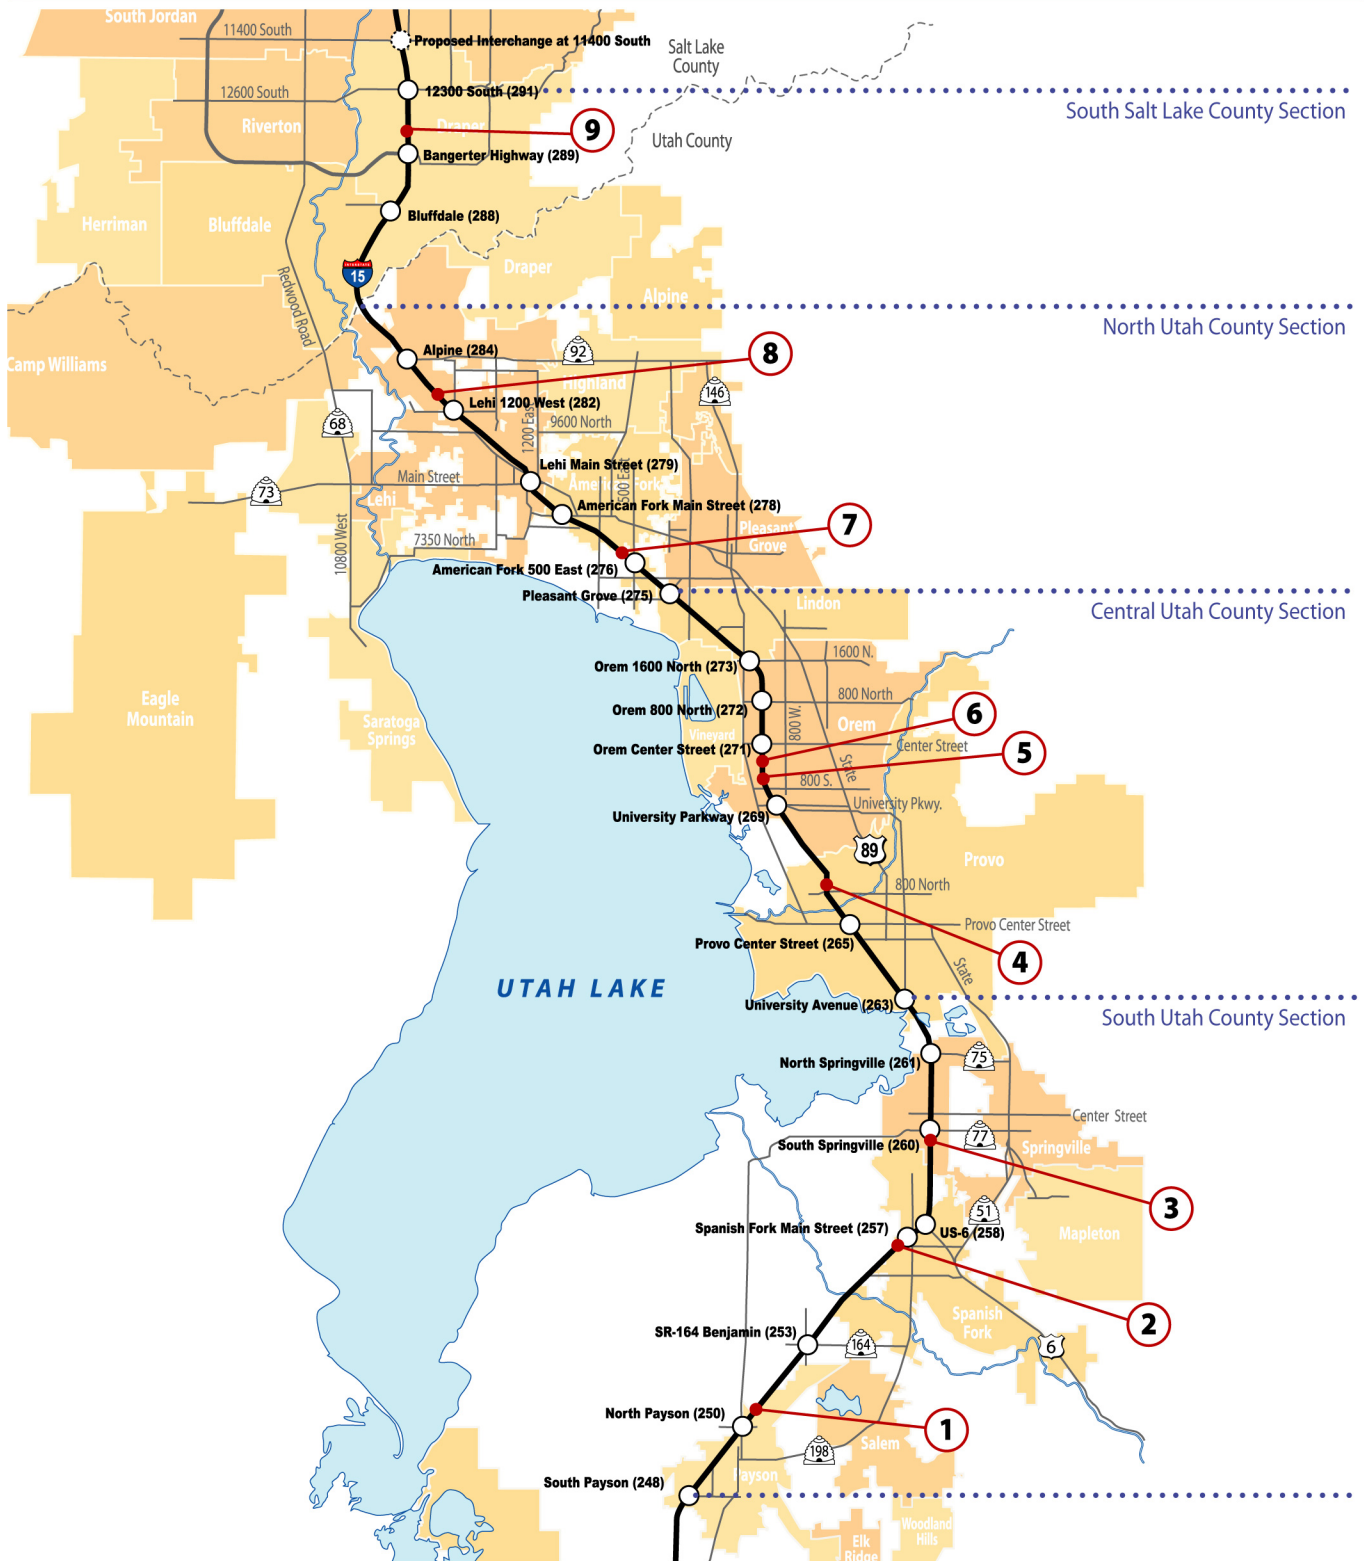 South Jordan
11400 South
Proposed Interchange at 11400 South
Salt Lake
County
12600 South
12300 South (291)
South Salt Lake County Section
Riverton
Draper
9
Utah County
Bangerter Highway (289)
Herriman
Bluffdale
Bluffdale (288)
Draper
INTERSTATE
15
Alpine
Redwood Road
North Utah County Section
Camp Williams
Alpine (284)
92
8
Highland
146
Lehi 1200 West (282)
68
1200 East
9600 North
Lehi Main Street (279)
Main Street
73
American Fork
500 East
Lehi
American Fork Main Street (278)
7
Pleasant
Grove
10800 West
7350 North
American Fork 500 East (276)
Pleasant Grove (275)
Lindon
Central Utah County Section
1600 N.
Orem 1600 North (273)
Eagle
Mountain
800 North
Orem 800 North (272)
6
Saratoga
Springs
Vineyard
800 W.
Orem
Orem Center Street (271)
Center Street
5
State
800 S.
University Pkwy.
University Parkway (269)
89
Provo
800 North
Provo Center Street
Provo Center Street (265)
4
State
UTAH LAKE
University Avenue (263)
South Utah County Section
North Springville (261)
75
Center Street
77
South Springville (260)
Springville
3
51
Spanish Fork Main Street (257)
US-6 (258)
Mapleton
Spanish
Fork
2
SR-164 Benjamin (253)
164
6
North Payson (250)
1
198
Salem
Payson
South Payson (248)
Woodland
Hills
Elk
Ridge